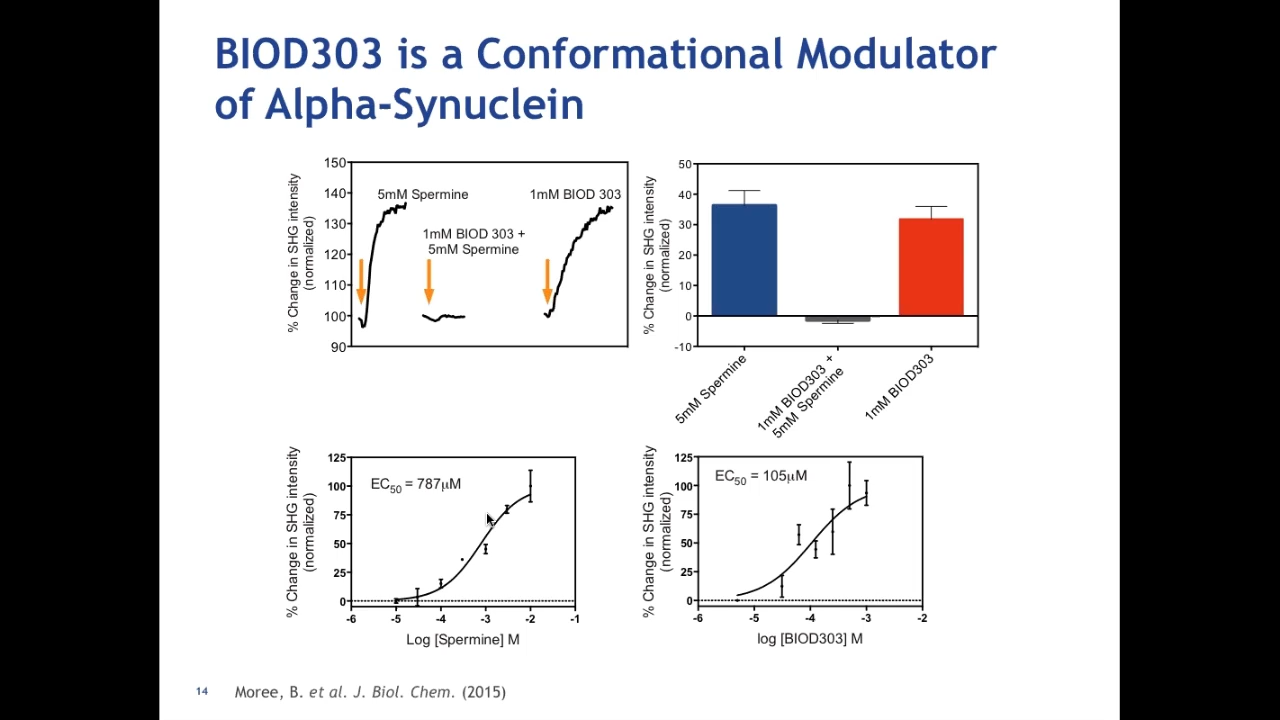 BIOD303 is a Conformational Modulator
of Alpha-Synuclein
% Change in SHG intensity
(normalized)
150
140
130
120
110
100
90
5mM Spermine
1mM BIOD 303 +
5mM Spermine
1mM BIOD 303
% Change in SHG intensity
(normalized)
50
40
30
20
10
0
-10
5mM Spermine
1mM BIOD303 +
5mM Spermine
1mM BIOD303
% Change in SHG intensity
(normalized)
125
100
75
50
25
0
EC50 = 787µM
-6 -5 -4 -3 -2 -1
Log [Spermine] M
% Change in SHG intensity
(normalized)
125
100
75
50
25
0
EC50 = 105µM
-6 -5 -4 -3 -2
log [BIOD303] M
14 Moree, B. et al. J. Biol. Chem. (2015)